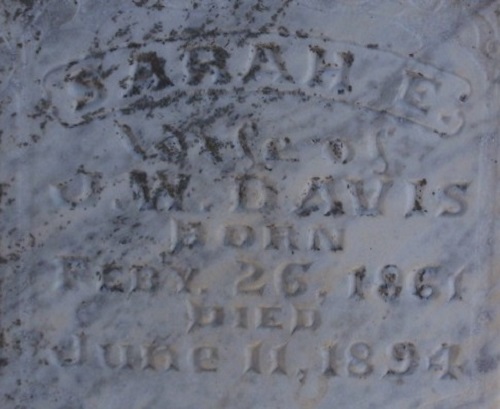 SARAH E.
Wife of
J. W. DAVIS
BORN
FEBY. 26, 1861
DIED
June 11, 1894